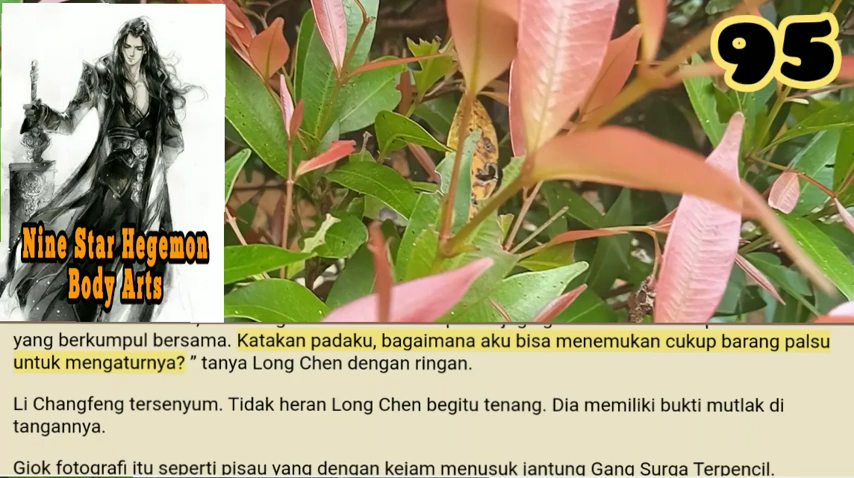 95
Nine Star Hegemon
Body Arts
yang berkumpul bersama. Katakan padaku, bagaimana aku bisa menemukan cukup barang palsu
untuk mengaturnya? ” tanya Long Chen dengan ringan.
Li Changfeng tersenyum. Tidak heran Long Chen begitu tenang. Dia memiliki bukti mutlak di
tangannya.
Giok fotografi itu seperti pisau yang dengan kejam menusuk jantung Gang Surga Terpencil.